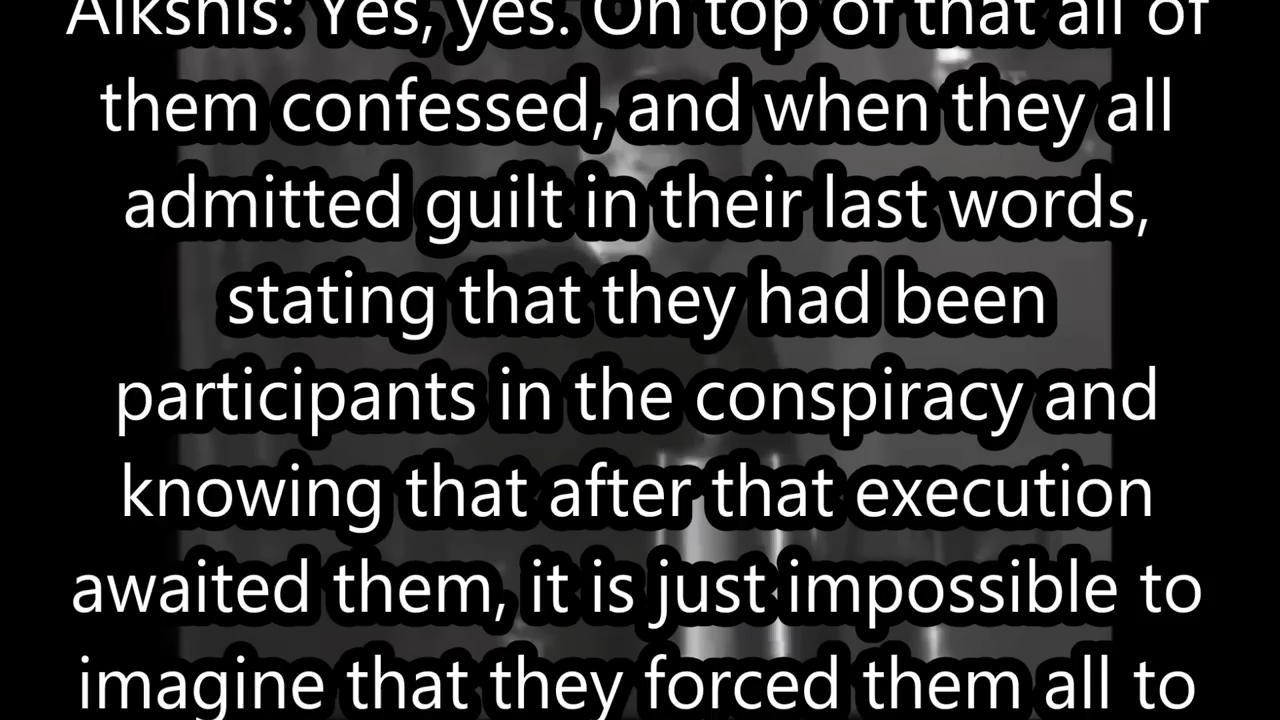 Alksnis: Yes, yes. On top of that all of
them confessed, and when they all
admitted guilt in their last words,
stating that they had been
participants in the conspiracy and
knowing that after that execution
awaited them, it is just impossible to
imagine that they forced them all to